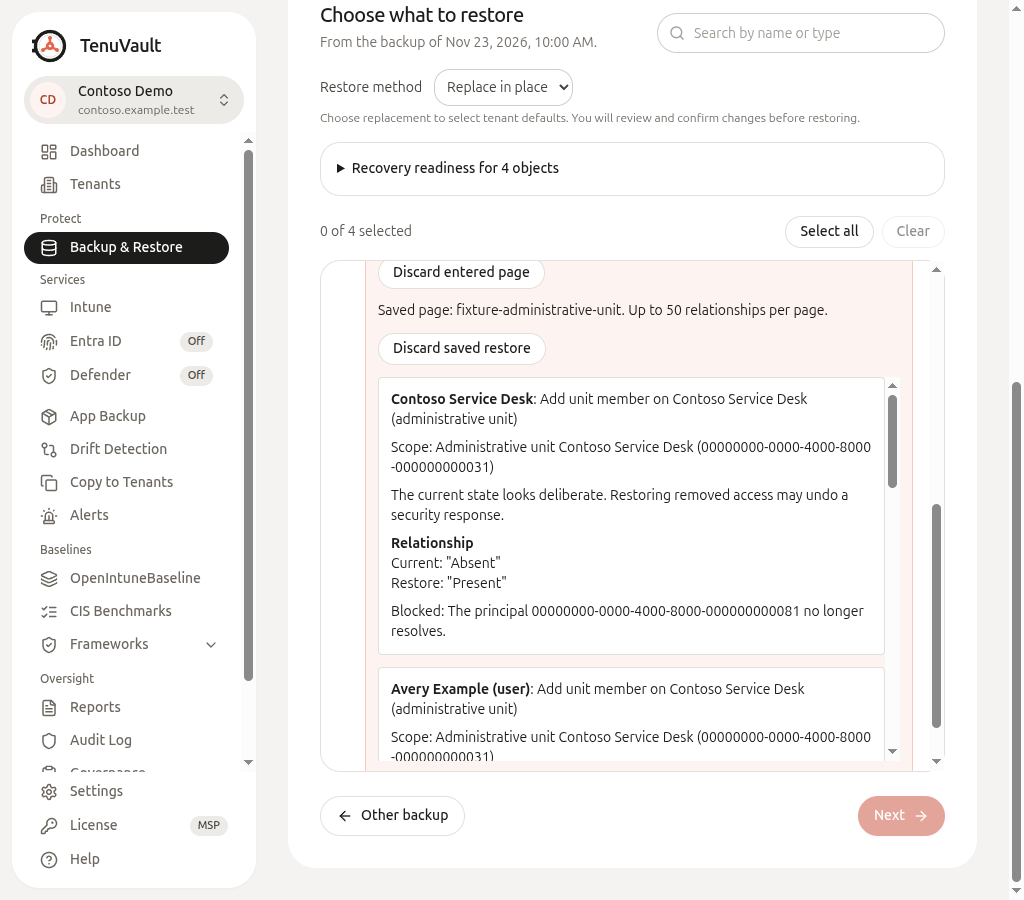 TenuVault
CD
Contoso Demo
contoso.example.test
Dashboard
Tenants
Protect
Backup & Restore
Services
Intune
Entra ID
Off
Defender
Off
App Backup
Drift Detection
Copy to Tenants
Alerts
Baselines
OpenIntuneBaseline
CIS Benchmarks
Frameworks
Oversight
Reports
Audit Log
Governance
Settings
License
MSP
Help
Choose what to restore
From the backup of Nov 23, 2026, 10:00 AM.
Search by name or type
Restore method
Replace in place
Choose replacement to select tenant defaults. You will review and confirm changes before restoring.
Recovery readiness for 4 objects
0 of 4 selected
Select all
Clear
Discard entered page
Saved page: fixture-administrative-unit. Up to 50 relationships per page.
Discard saved restore
Contoso Service Desk: Add unit member on Contoso Service Desk
(administrative unit)
Scope: Administrative unit Contoso Service Desk (00000000-0000-4000-8000
-000000000031)
The current state looks deliberate. Restoring removed access may undo a
security response.
Relationship
Current: "Absent"
Restore: "Present"
Blocked: The principal 00000000-0000-4000-8000-000000000081 no longer
resolves.
Avery Example (user): Add unit member on Contoso Service Desk
(administrative unit)
Scope: Administrative unit Contoso Service Desk (00000000-0000-4000-8000
-000000000031)
Other backup
Next